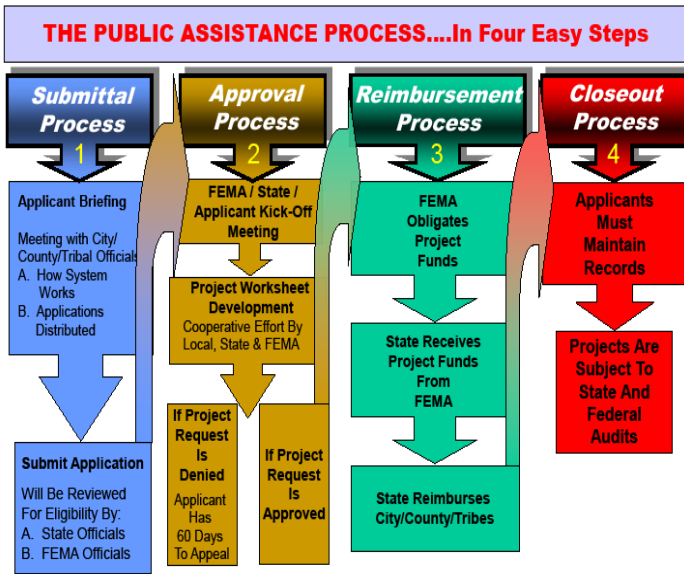 THE PUBLIC ASSISTANCE PROCESS....In Four Easy Steps
Submittal
Process
1
Applicant Briefing
Meeting with City/
County/Tribal Officials
A. How System
Works
B. Applications
Distributed
Submit Application
Will Be Reviewed
For Eligibility By:
A. State Officials
B. FEMA Officials
Approval
Process
2
FEMA / State /
Applicant Kick-Off
Meeting
Project Worksheet
Development
Cooperative Effort By
Local, State & FEMA
If Project
Request
Is
Denied
Applicant
Has
60 Days
To Appeal
If Project
Request
Is
Approved
Reimbursement
Process
3
FEMA
Obligates
Project
Funds
State Receives
Project Funds
From
FEMA
State Reimburses
City/County/Tribes
Closeout
Process
4
Applicants
Must
Maintain
Records
Projects Are
Subject To
State And
Federal
Audits